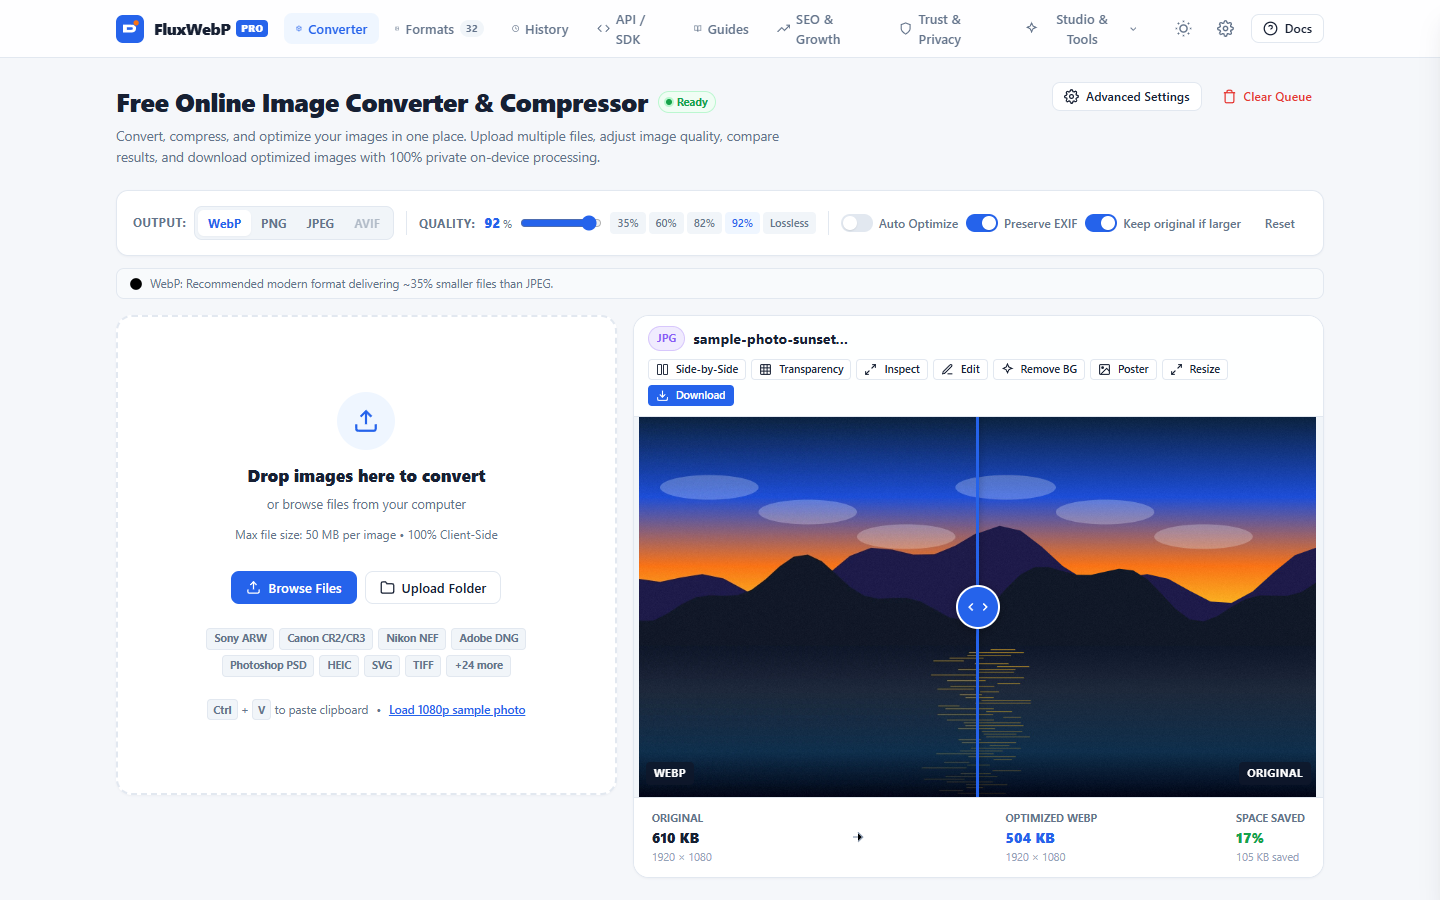 FluxWebP PRO Converter Formats 32 History API / SDK Guides SEO & Growth Trust & Privacy Studio & Tools Docs
Free Online Image Converter & Compressor Ready
Advanced Settings Clear Queue
Convert, compress, and optimize your images in one place. Upload multiple files, adjust image quality, compare
results, and download optimized images with 100% private on-device processing.
OUTPUT: WebP PNG JPEG AVIF QUALITY: 92 % 35% 60% 82% 92% Lossless Auto Optimize Preserve EXIF Keep original if larger Reset
WebP: Recommended modern format delivering ~35% smaller files than JPEG.
Drop images here to convert
or browse files from your computer
Max file size: 50 MB per image • 100% Client-Side
Browse Files Upload Folder
Sony ARW Canon CR2/CR3 Nikon NEF Adobe DNG
Photoshop PSD HEIC SVG TIFF +24 more
Ctrl + V to paste clipboard • Load 1080p sample photo
JPG sample-photo-sunset...
Side-by-Side Transparency Inspect Edit Remove BG Poster Resize
Download
WEBP ORIGINAL
ORIGINAL OPTIMIZED WEBP SPACE SAVED
610 KB 504 KB 17%
1920 × 1080 1920 × 1080 105 KB saved